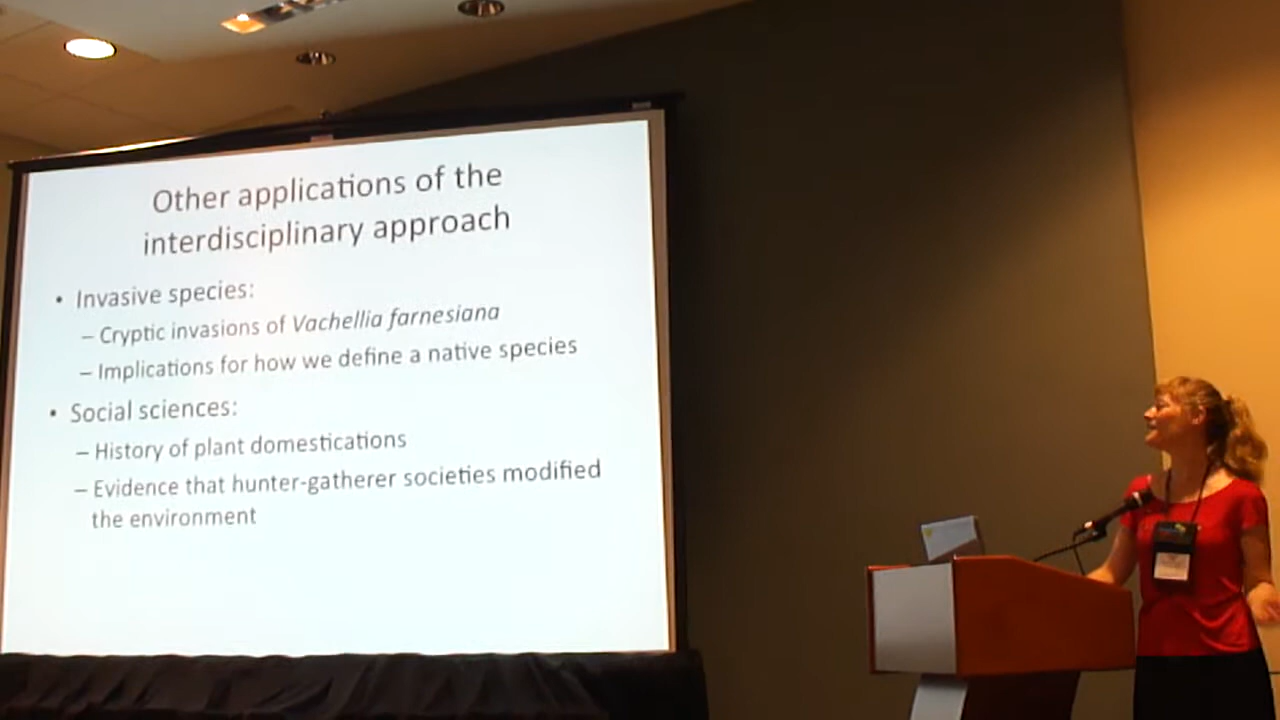 Other applications of the
interdisciplinary approach
• Invasive species:
– Cryptic invasions of Vachellia farnesiana
– Implications for how we define a native species
• Social sciences:
– History of plant domestications
– Evidence that hunter-gatherer societies modified
the environment